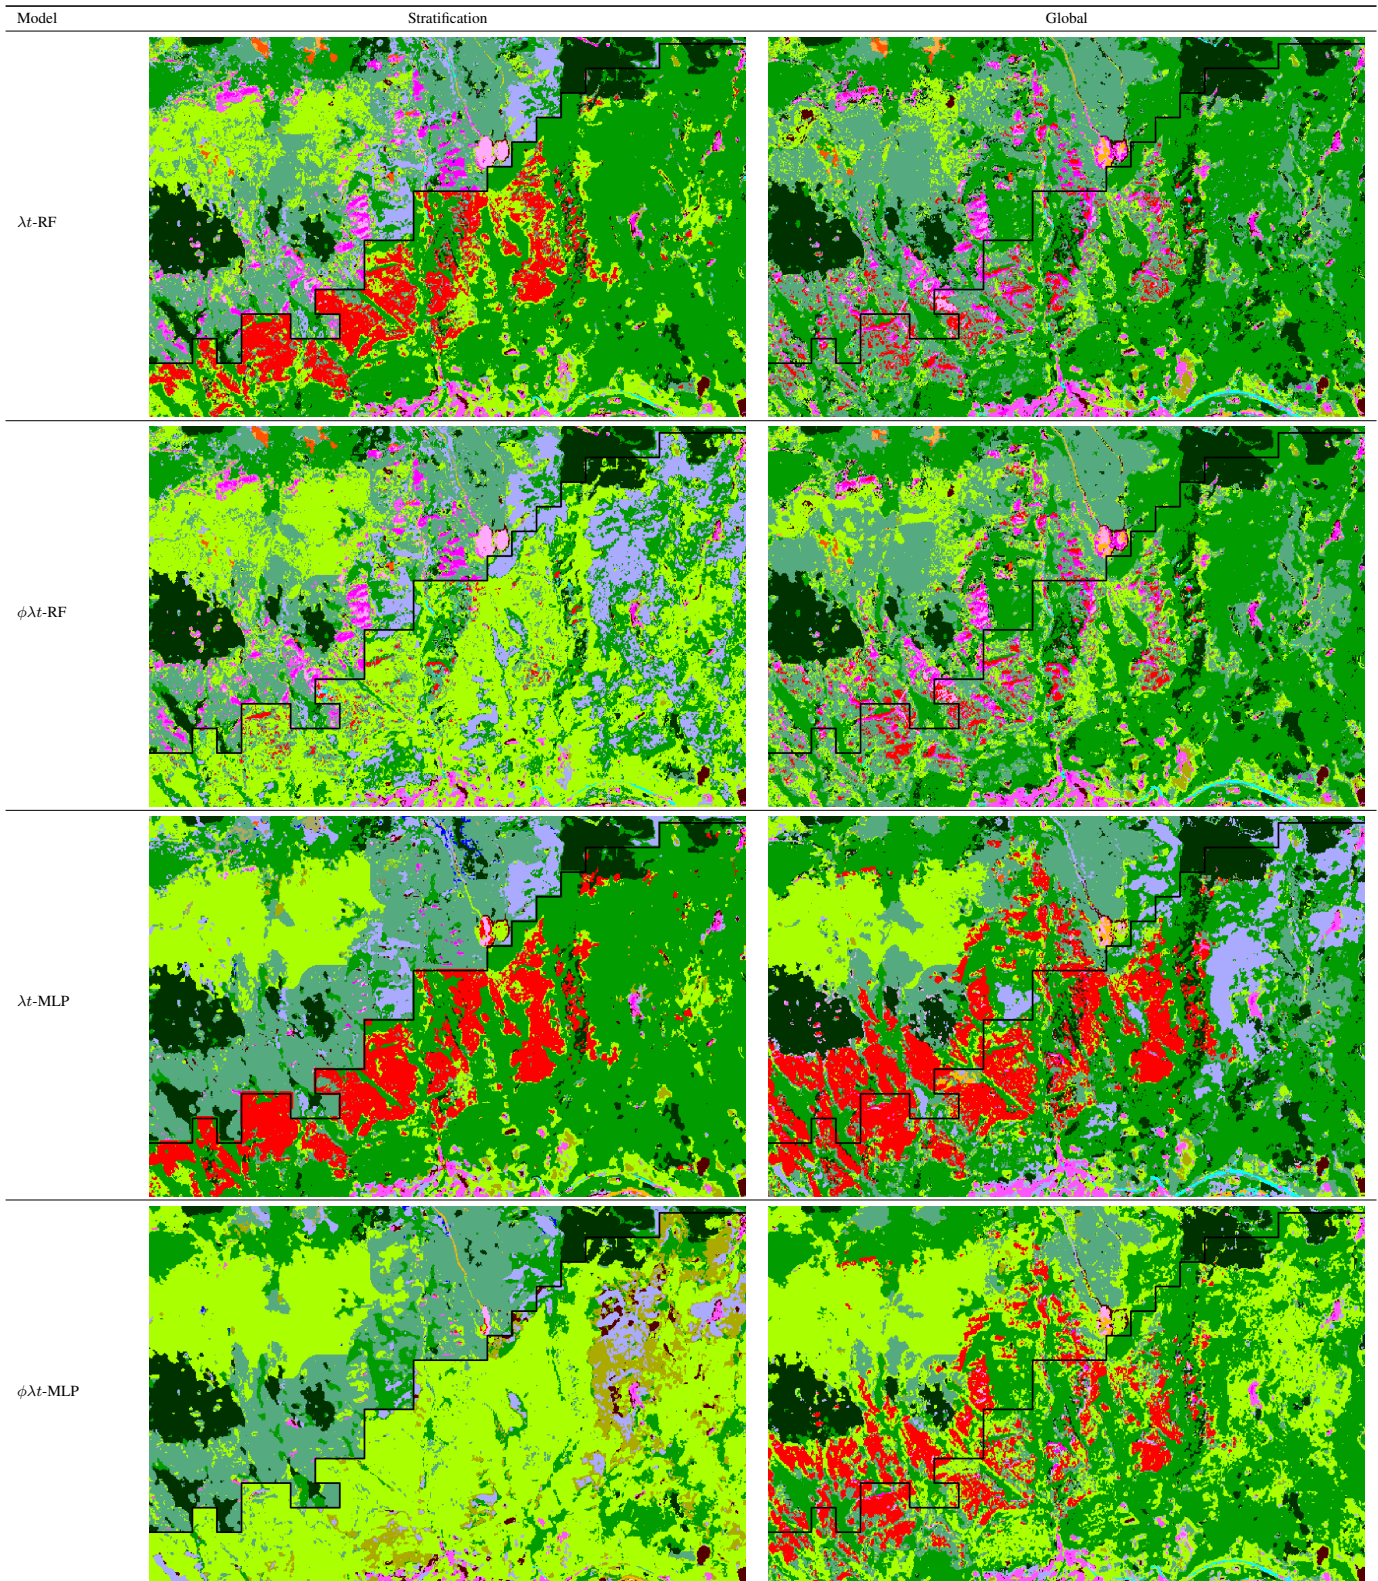 Model Stratification Global
λt-RF
ϕλt-RF
λt-MLP
ϕλt-MLP